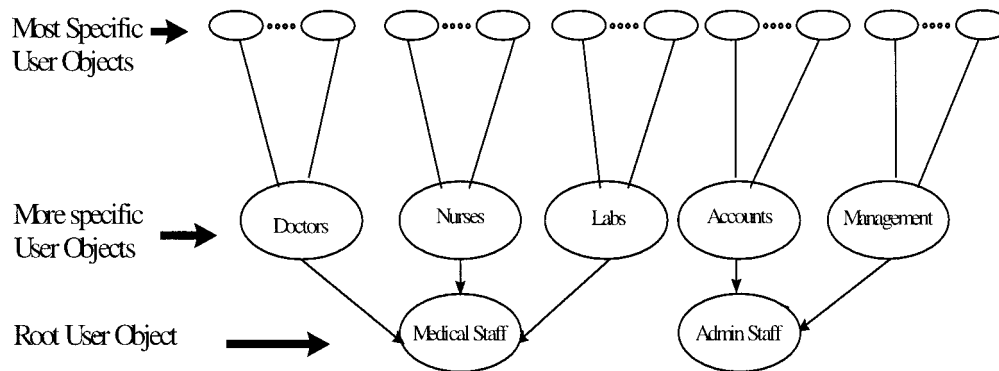 Most Specific
User Objects
More specific
User Objects
Doctors
Nurses
Labs
Accounts
Management
Root User Object
Medical Staff
Admin Staff